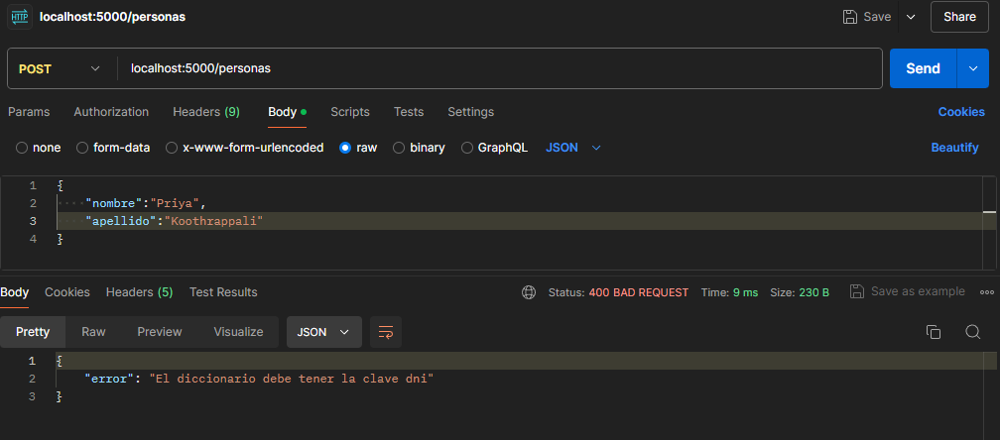 HTTP localhost:5000/personas Save Share
POST localhost:5000/personas Send
Params Authorization Headers (9) Body Scripts Tests Settings Cookies
none form-data x-www-form-urlencoded raw binary GraphQL JSON Beautify
1 {
2 "nombre":"Priya",
3 "apellido":"Koothrappali"
4 }
Body Cookies Headers (5) Test Results Status: 400 BAD REQUEST Time: 9 ms Size: 230 B Save as example
Pretty Raw Preview Visualize JSON
1 {
2 "error": "El diccionario debe tener la clave dni"
3 }